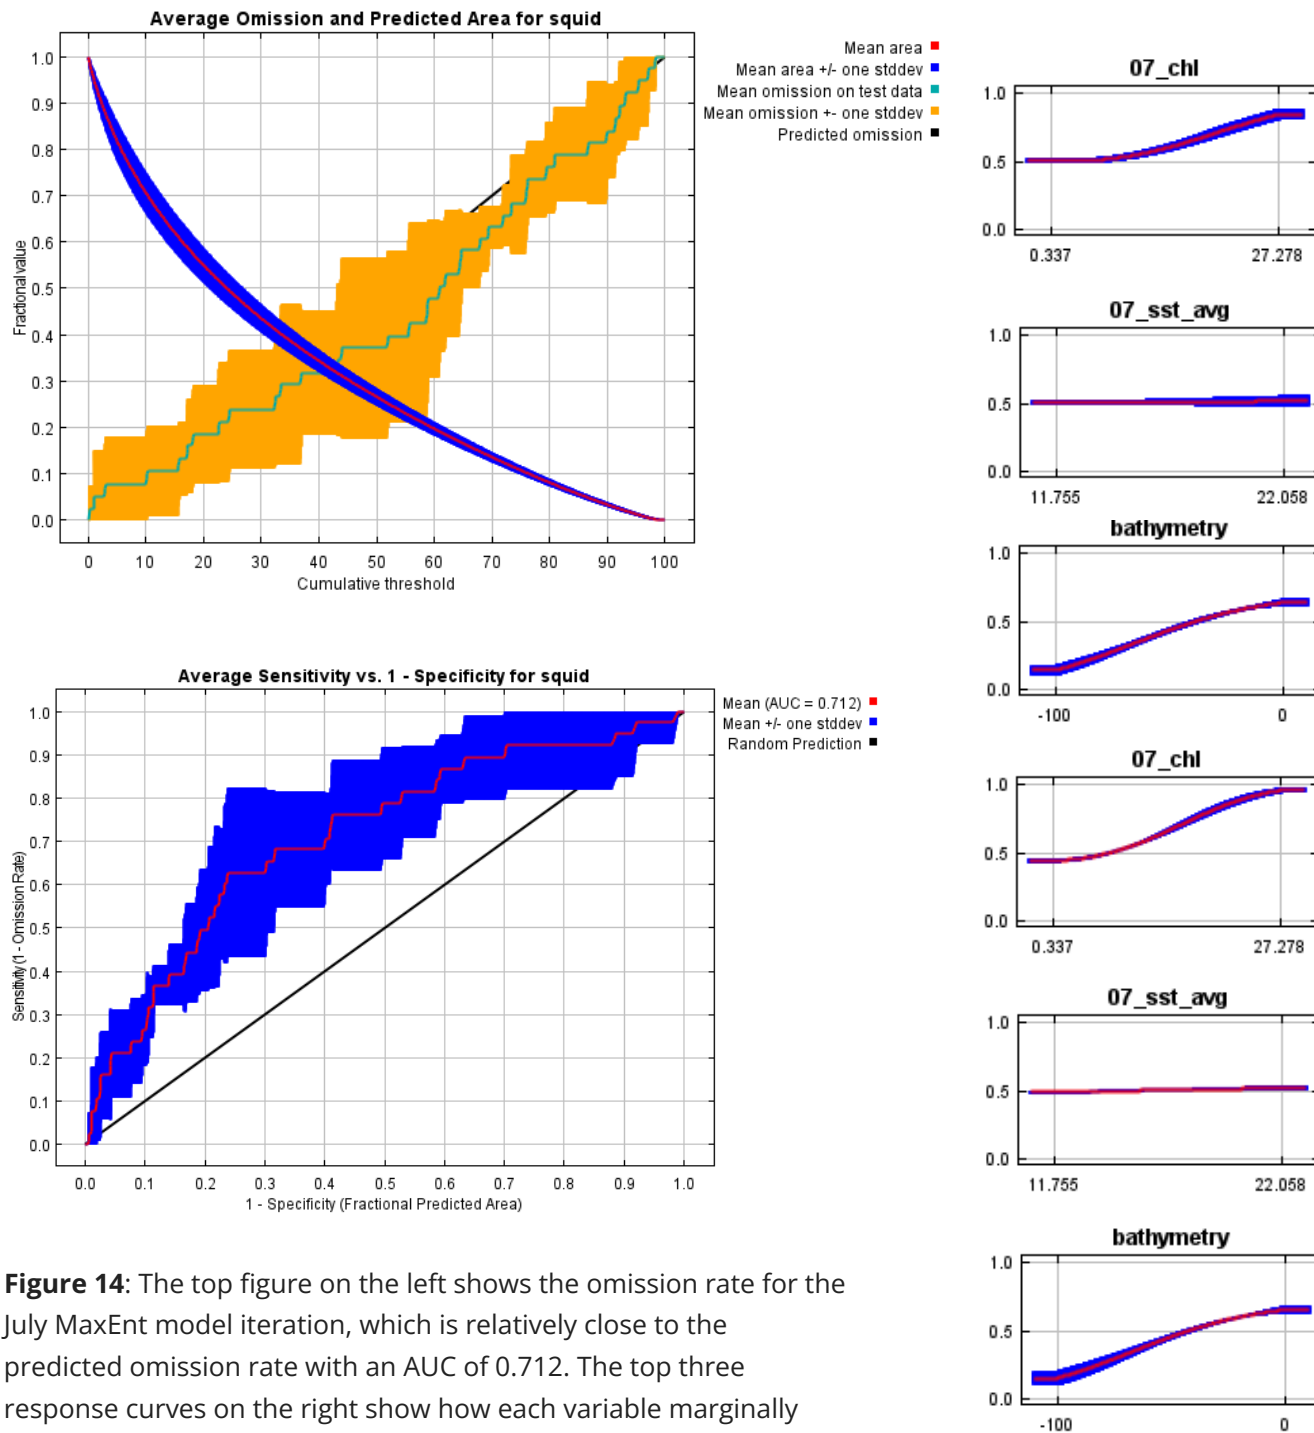 Average Omission and Predicted Area for squid
Mean area
Mean area +/- one stddev
Mean omission on test data
Mean omission +- one stddev
Predicted omission
1.0
0.9
0.8
0.7
0.6
0.5
0.4
0.3
0.2
0.1
0.0
Fractional value
0 10 20 30 40 50 60 70 80 90 100
Cumulative threshold
Average Sensitivity vs. 1 - Specificity for squid
Mean (AUC = 0.712)
Mean +/- one stddev
Random Prediction
1.0
0.9
0.8
0.7
0.6
0.5
0.4
0.3
0.2
0.1
0.0
Sensitivity (1 - Omission Rate)
0.0 0.1 0.2 0.3 0.4 0.5 0.6 0.7 0.8 0.9 1.0
1 - Specificity (Fractional Predicted Area)
Figure 14: The top figure on the left shows the omission rate for the
July MaxEnt model iteration, which is relatively close to the
predicted omission rate with an AUC of 0.712. The top three
response curves on the right show how each variable marginally
07_chl
1.0
0.5
0.0
0.337 27.278
07_sst_avg
1.0
0.5
0.0
11.755 22.058
bathymetry
1.0
0.5
0.0
-100 0
07_chl
1.0
0.5
0.0
0.337 27.278
07_sst_avg
1.0
0.5
0.0
11.755 22.058
bathymetry
1.0
0.5
0.0
-100 0